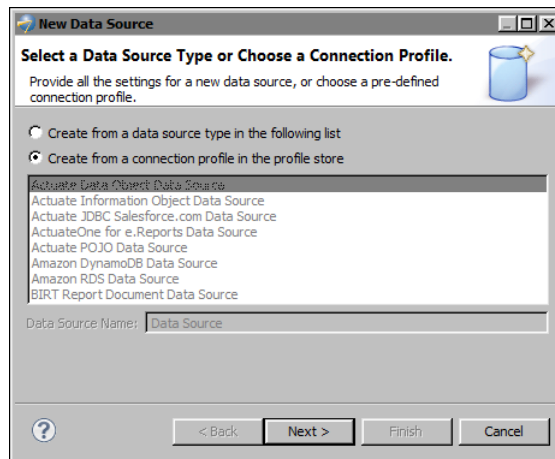 New Data Source
Select a Data Source Type or Choose a Connection Profile.
Provide all the settings for a new data source, or choose a pre-defined
connection profile.
Create from a data source type in the following list
Create from a connection profile in the profile store
Actuate Data Object Data Source
Actuate Information Object Data Source
Actuate JDBC Salesforce.com Data Source
ActuateOne for e.Reports Data Source
Actuate POJO Data Source
Amazon DynamoDB Data Source
Amazon RDS Data Source
BIRT Report Document Data Source
Data Source Name: Data Source
? < Back Next > Finish Cancel